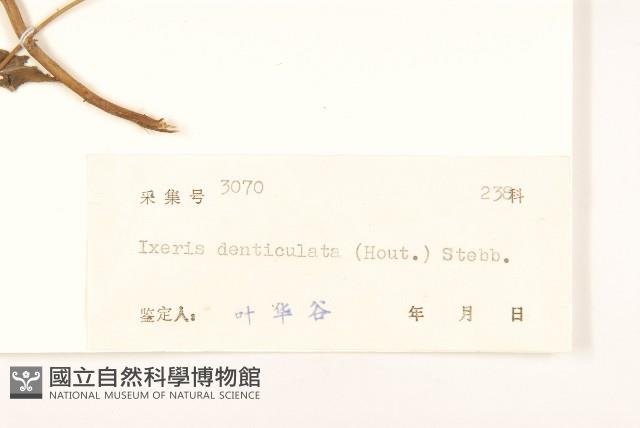 采集号 3070 238科
Ixeris denticulata (Hout.) Stebb.
鉴定人: 叶华谷 年 月 日
國立自然科學博物館
NATIONAL MUSEUM OF NATURAL SCIENCE